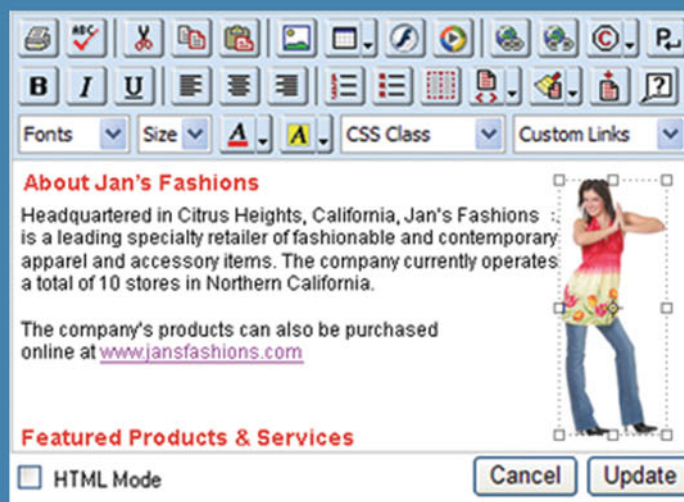 ABC
P
B I U
?
Fonts Size A A CSS Class Custom Links
About Jan's Fashions
Headquartered in Citrus Heights, California, Jan's Fashions
is a leading specialty retailer of fashionable and contemporary
apparel and accessory items. The company currently operates
a total of 10 stores in Northern California.
The company's products can also be purchased
online at www.jansfashions.com
Featured Products & Services
HTML Mode Cancel Update